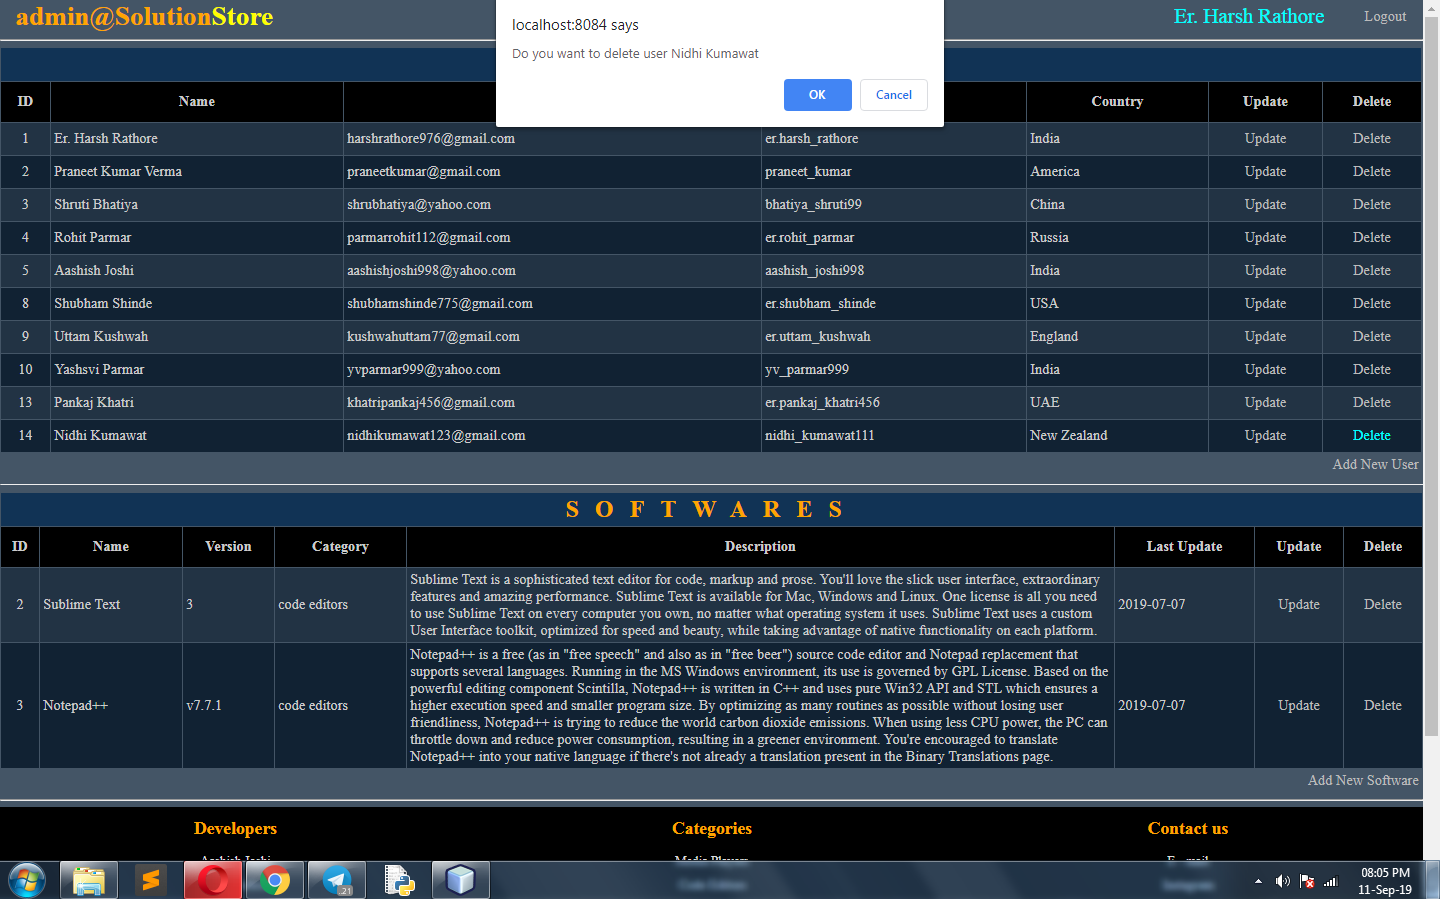 admin@SolutionStore
Er. Harsh Rathore
Logout
localhost:8084 says
Do you want to delete user Nidhi Kumawat
OK
Cancel
ID Name Country Update Delete
1 Er. Harsh Rathore harshrathore976@gmail.com er.harsh_rathore India Update Delete
2 Praneet Kumar Verma praneetkumar@gmail.com praneet_kumar America Update Delete
3 Shruti Bhatiya shrubhatiya@yahoo.com bhatiya_shruti99 China Update Delete
4 Rohit Parmar parmarrohit112@gmail.com er.rohit_parmar Russia Update Delete
5 Aashish Joshi aashishjoshi998@yahoo.com aashish_joshi998 India Update Delete
8 Shubham Shinde shubhamshinde775@gmail.com er.shubham_shinde USA Update Delete
9 Uttam Kushwah kushwahuttam77@gmail.com er.uttam_kushwah England Update Delete
10 Yashsvi Parmar yvparmar999@yahoo.com yv_parmar999 India Update Delete
13 Pankaj Khatri khatripankaj456@gmail.com er.pankaj_khatri456 UAE Update Delete
14 Nidhi Kumawat nidhikumawat123@gmail.com nidhi_kumawat111 New Zealand Update Delete
Add New User
S O F T W A R E S
ID Name Version Category Description Last Update Update Delete
2 Sublime Text 3 code editors
Sublime Text is a sophisticated text editor for code, markup and prose. You'll love the slick user interface, extraordinary
features and amazing performance. Sublime Text is available for Mac, Windows and Linux. One license is all you need
to use Sublime Text on every computer you own, no matter what operating system it uses. Sublime Text uses a custom
User Interface toolkit, optimized for speed and beauty, while taking advantage of native functionality on each platform.
2019-07-07 Update Delete
3 Notepad++ v7.7.1 code editors
Notepad++ is a free (as in "free speech" and also as in "free beer") source code editor and Notepad replacement that
supports several languages. Running in the MS Windows environment, its use is governed by GPL License. Based on the
powerful editing component Scintilla, Notepad++ is written in C++ and uses pure Win32 API and STL which ensures a
higher execution speed and smaller program size. By optimizing as many routines as possible without losing user
friendliness, Notepad++ is trying to reduce the world carbon dioxide emissions. When using less CPU power, the PC can
throttle down and reduce power consumption, resulting in a greener environment. You're encouraged to translate
Notepad++ into your native language if there's not already a translation present in the Binary Translations page.
2019-07-07 Update Delete
Add New Software
Developers Categories Contact us
21
08:05 PM
11-Sep-19